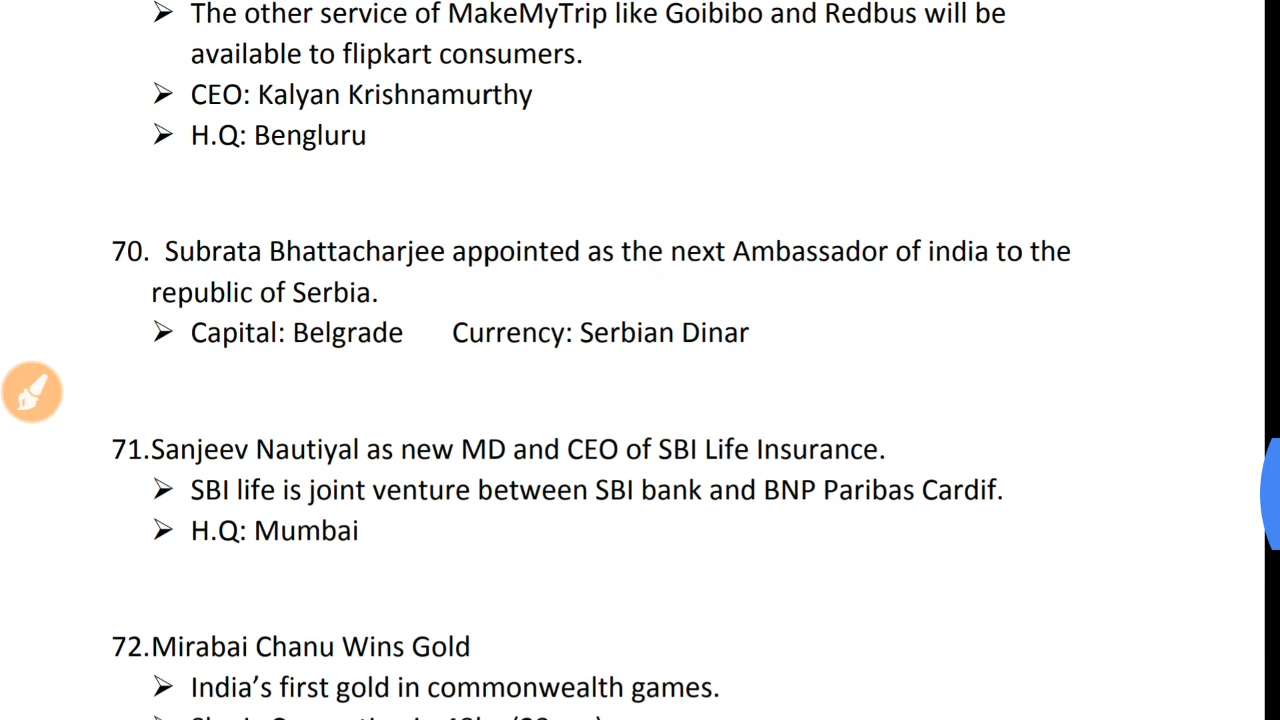 ➢ The other service of MakeMyTrip like Goibibo and Redbus will be
available to flipkart consumers.
➢ CEO: Kalyan Krishnamurthy
➢ H.Q: Bengluru
70. Subrata Bhattacharjee appointed as the next Ambassador of india to the
republic of Serbia.
➢ Capital: Belgrade Currency: Serbian Dinar
71.Sanjeev Nautiyal as new MD and CEO of SBI Life Insurance.
➢ SBI life is joint venture between SBI bank and BNP Paribas Cardif.
➢ H.Q: Mumbai
72.Mirabai Chanu Wins Gold
➢ India’s first gold in commonwealth games.